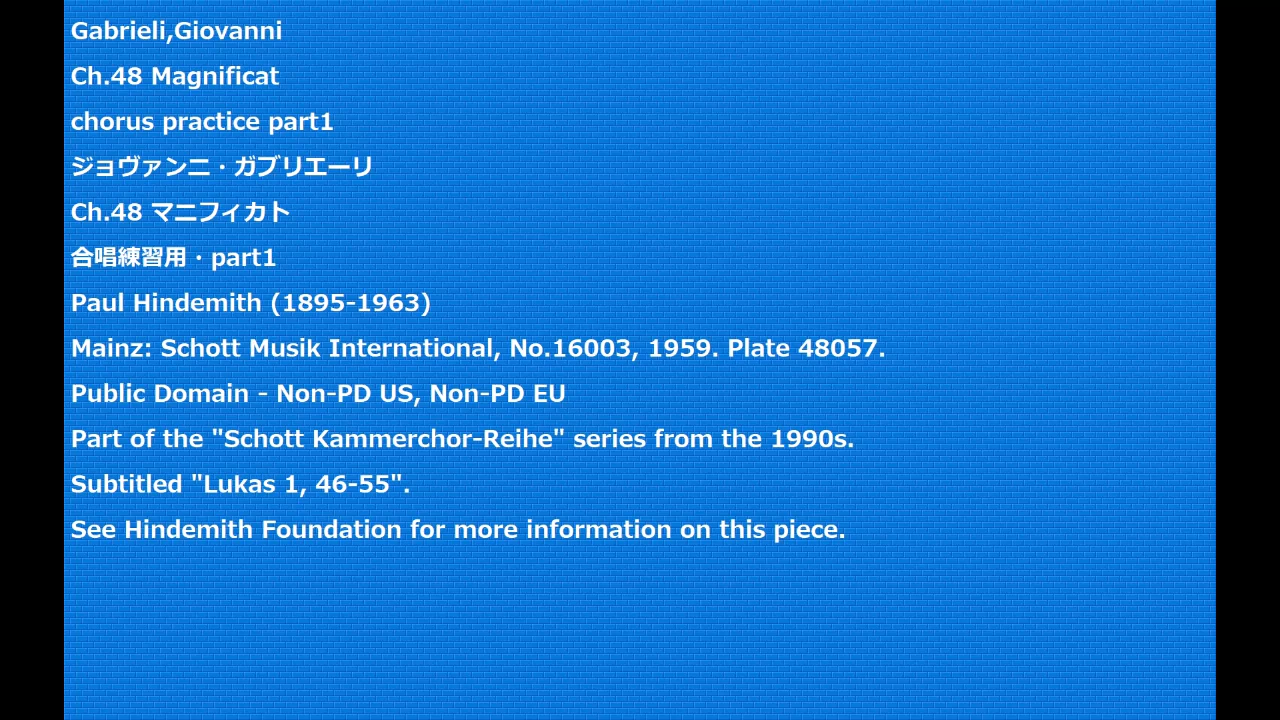 Gabrieli,Giovanni
Ch.48 Magnificat
chorus practice part1
ジョヴァンニ・ガブリエーリ
Ch.48 マニフィカト
合唱練習用・part1
Paul Hindemith (1895-1963)
Mainz: Schott Musik International, No.16003, 1959. Plate 48057.
Public Domain - Non-PD US, Non-PD EU
Part of the "Schott Kammerchor-Reihe" series from the 1990s.
Subtitled "Lukas 1, 46-55".
See Hindemith Foundation for more information on this piece.